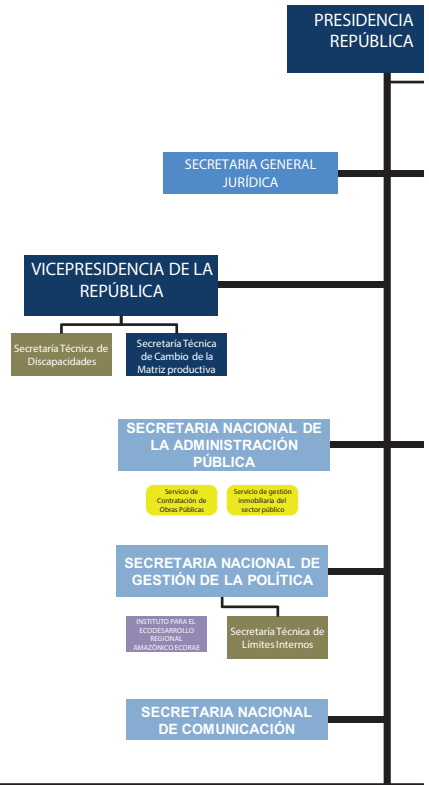 PRESIDENCIA
REPÚBLICA
SECRETARIA GENERAL
JURÍDICA
VICEPRESIDENCIA DE LA
REPÚBLICA
Secretaría Técnica de
Discapacidades
Secretaría Técnica
de Cambio de la
Matriz productiva
SECRETARIA NACIONAL DE
LA ADMINISTRACIÓN
PÚBLICA
Servicio de
Contratación de
Obras Públicas
Servicio de gestión
inmobiliaria del
sector público
SECRETARIA NACIONAL DE
GESTIÓN DE LA POLÍTICA
INSTITUTO PARA EL
ECODESARROLLO
REGIONAL
AMAZÓNICO ECORAE
Secretaría Técnica de
Límites Internos
SECRETARIA NACIONAL
DE COMUNICACIÓN